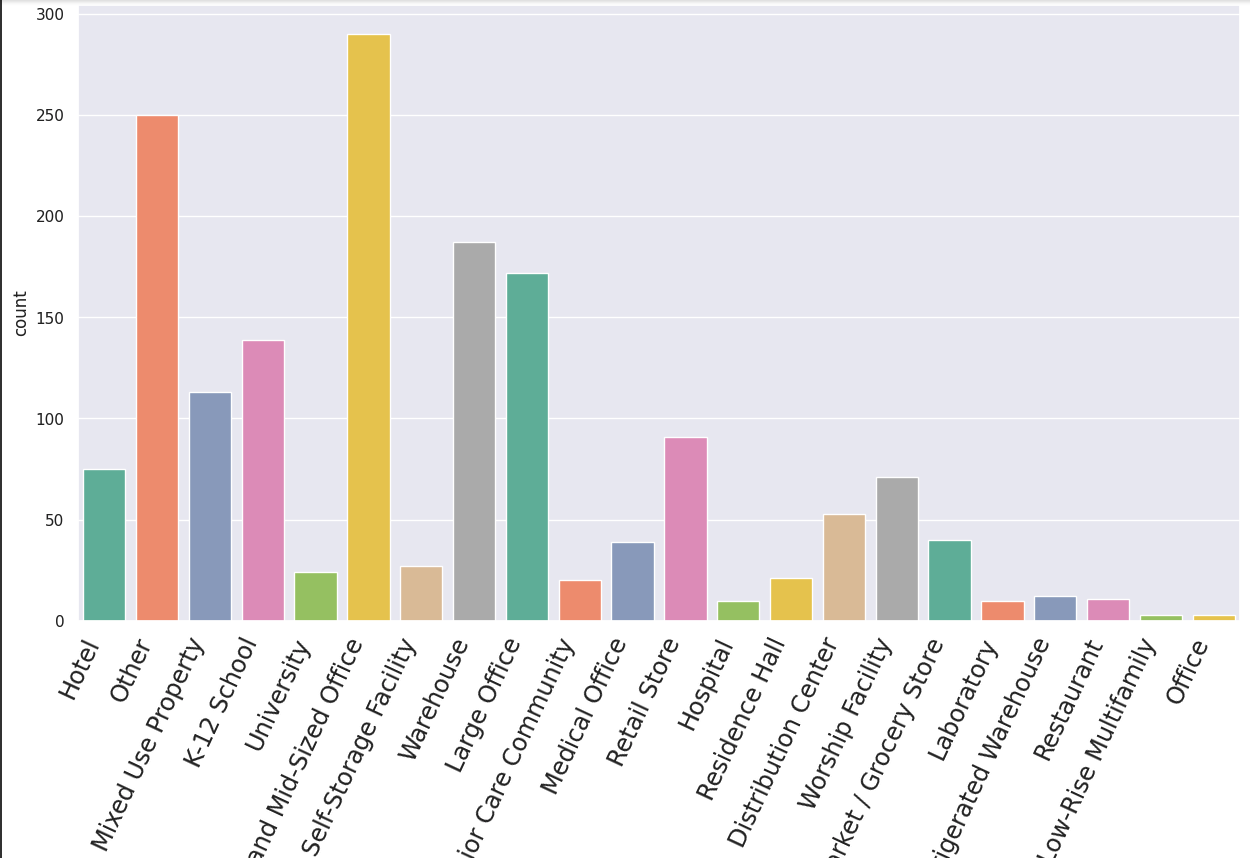 300
250
200
150
100
50
0
count
Hotel
Other
Mixed Use Property
K-12 School
University
and Mid-Sized Office
Self-Storage Facility
Warehouse
Large Office
ior Care Community
Medical Office
Retail Store
Hospital
Residence Hall
Distribution Center
Worship Facility
arket / Grocery Store
Laboratory
rigerated Warehouse
Restaurant
Low-Rise Multifamily
Office